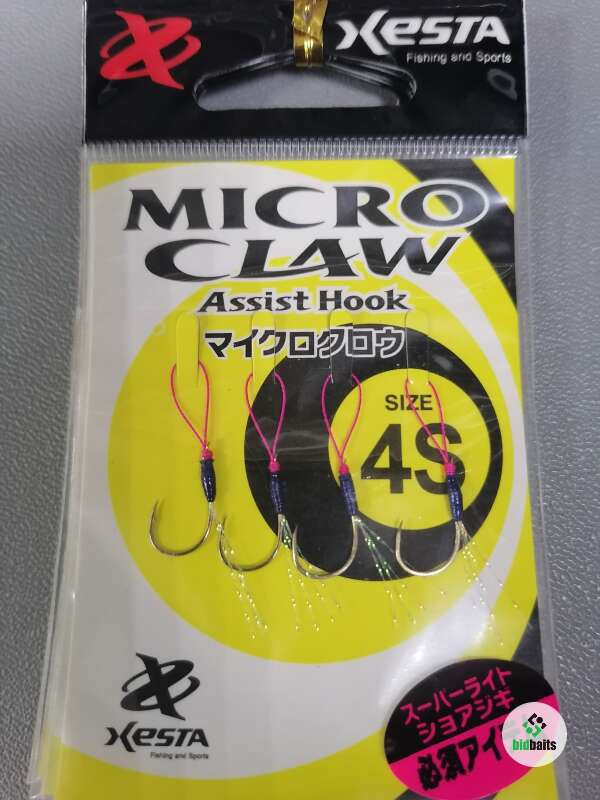 XESTA
Fishing and Sports
MICRO
CLAW
Assist Hook
マイクロクロウ
SIZE
4S
XESTA
Fishing and Sports
スーパーライト
ショアジギ
必須アイ
bidbaits